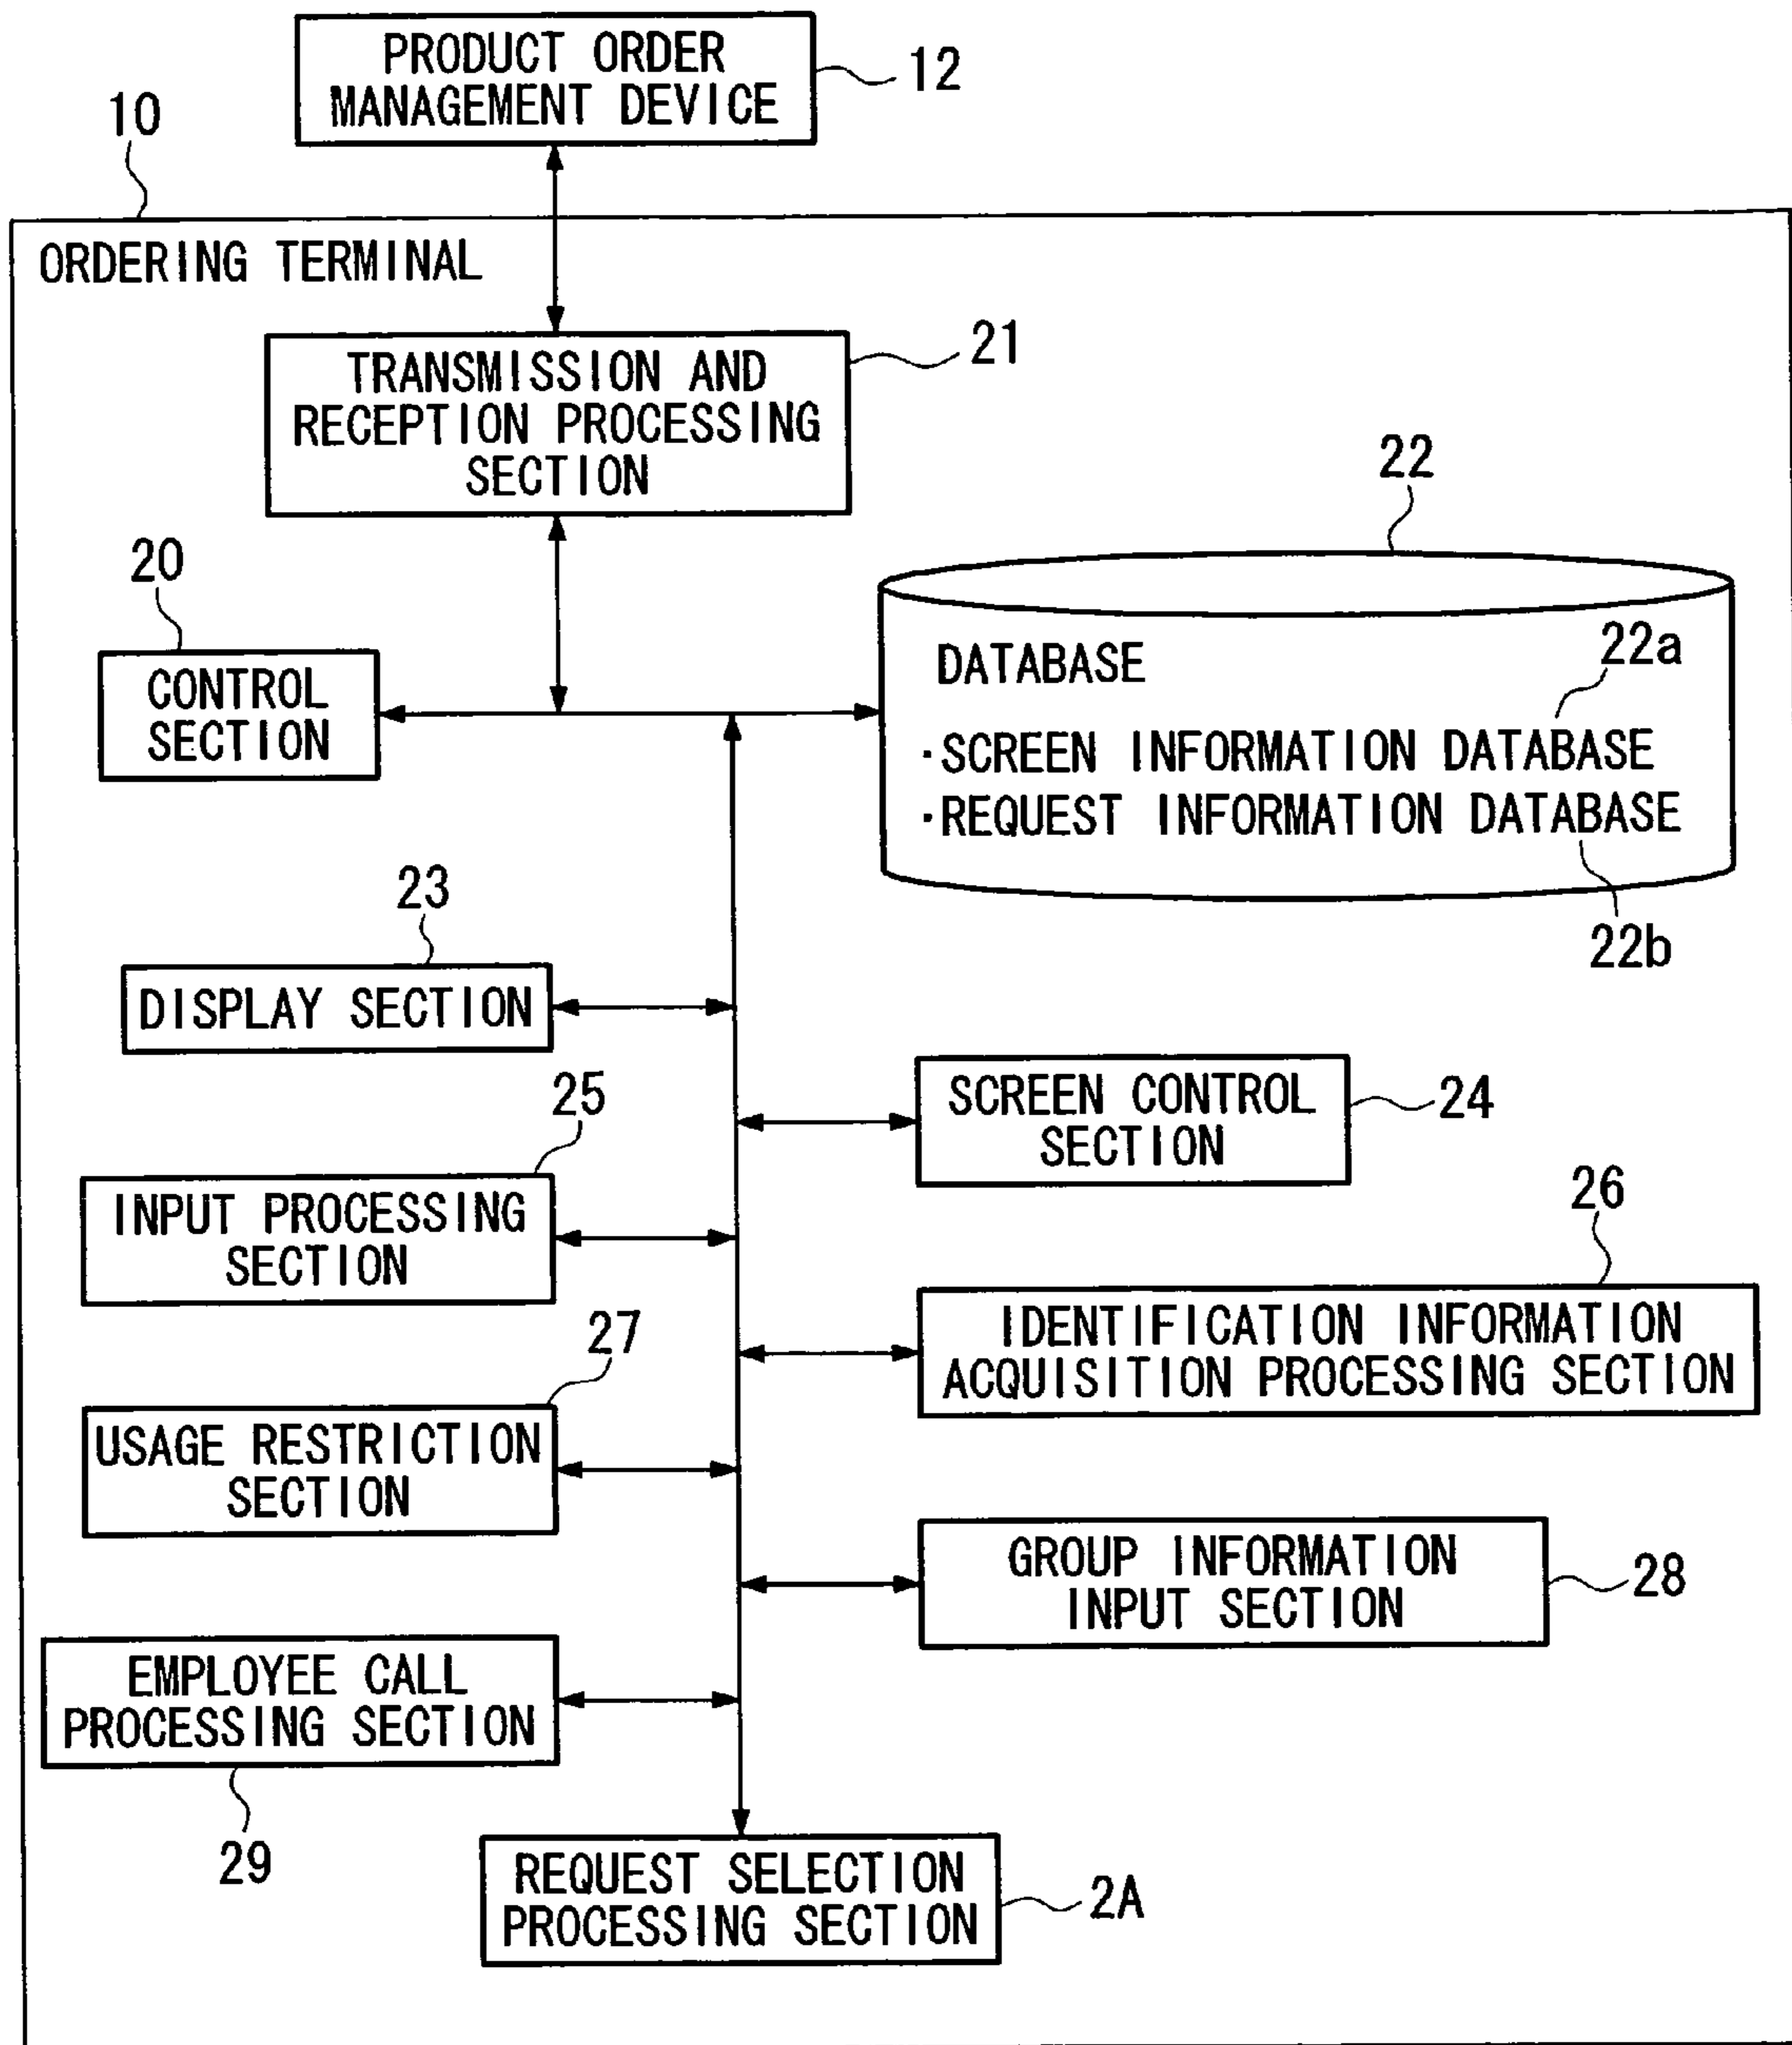 PRODUCT ORDER
MANAGEMENT DEVICE
12
10
ORDERING TERMINAL
TRANSMISSION AND
RECEPTION PROCESSING
SECTION
21
20
CONTROL
SECTION
22
DATABASE
22a
·SCREEN INFORMATION DATABASE
·REQUEST INFORMATION DATABASE
22b
23
DISPLAY SECTION
SCREEN CONTROL
SECTION
24
25
INPUT PROCESSING
SECTION
26
IDENTIFICATION INFORMATION
ACQUISITION PROCESSING SECTION
27
USAGE RESTRICTION
SECTION
GROUP INFORMATION
INPUT SECTION
28
EMPLOYEE CALL
PROCESSING SECTION
29
REQUEST SELECTION
PROCESSING SECTION
2A